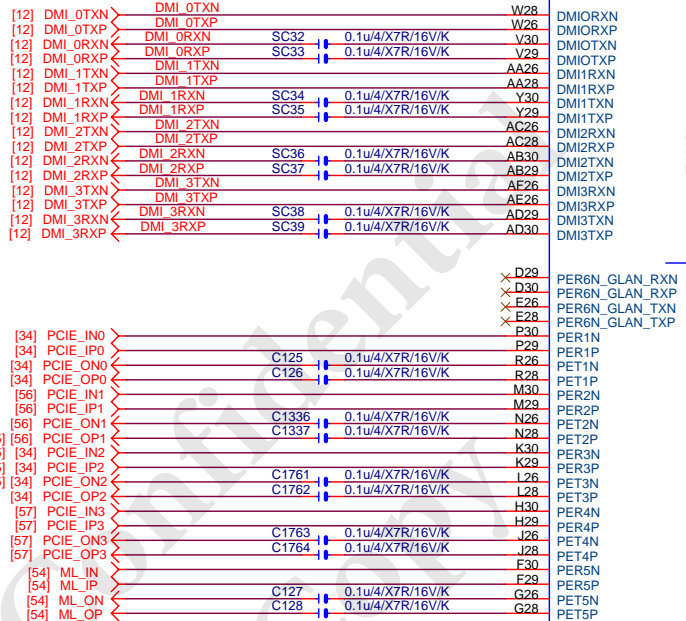 [12] DMI_0TXN DMI_0TXN W28 DMIORXN
[12] DMI_0TXP DMI_0TXP W26 DMIORXP
[12] DMI_0RXN DMI_0RXN SC32 0.1u/4/X7R/16V/K V30 DMIOTXN
[12] DMI_0RXP DMI_0RXP SC33 0.1u/4/X7R/16V/K V29 DMIOTXP
[12] DMI_1TXN DMI_1TXN AA26 DMI1RXN
[12] DMI_1TXP DMI_1TXP AA28 DMI1RXP
[12] DMI_1RXN DMI_1RXN SC34 0.1u/4/X7R/16V/K Y30 DMI1TXN
[12] DMI_1RXP DMI_1RXP SC35 0.1u/4/X7R/16V/K Y29 DMI1TXP
[12] DMI_2TXN DMI_2TXN AC26 DMI2RXN
[12] DMI_2TXP DMI_2TXP AC28 DMI2RXP
[12] DMI_2RXN DMI_2RXN SC36 0.1u/4/X7R/16V/K AB30 DMI2TXN
[12] DMI_2RXP DMI_2RXP SC37 0.1u/4/X7R/16V/K AB29 DMI2TXP
[12] DMI_3TXN DMI_3TXN AF26 DMI3RXN
[12] DMI_3TXP DMI_3TXP AE26 DMI3RXP
[12] DMI_3RXN DMI_3RXN SC38 0.1u/4/X7R/16V/K AD29 DMI3TXN
[12] DMI_3RXP DMI_3RXP SC39 0.1u/4/X7R/16V/K AD30 DMI3TXP
D29 PER6N_GLAN_RXN
D30 PER6N_GLAN_RXP
E26 PER6N_GLAN_TXN
E28 PER6N_GLAN_TXP
[34] PCIE_IN0 P30 PER1N
[34] PCIE_IP0 P29 PER1P
[34] PCIE_ON0 C125 0.1u/4/X7R/16V/K R26 PET1N
[34] PCIE_OP0 C126 0.1u/4/X7R/16V/K R28 PET1P
[56] PCIE_IN1 M30 PER2N
[56] PCIE_IP1 M29 PER2P
[56] PCIE_ON1 C1336 0.1u/4/X7R/16V/K N26 PET2N
[56] PCIE_OP1 C1337 0.1u/4/X7R/16V/K N28 PET2P
[34] PCIE_IN2 K30 PER3N
[34] PCIE_IP2 K29 PER3P
[34] PCIE_ON2 C1761 0.1u/4/X7R/16V/K L26 PET3N
[34] PCIE_OP2 C1762 0.1u/4/X7R/16V/K L28 PET3P
[57] PCIE_IN3 H30 PER4N
[57] PCIE_IP3 H29 PER4P
[57] PCIE_ON3 C1763 0.1u/4/X7R/16V/K J26 PET4N
[57] PCIE_OP3 C1764 0.1u/4/X7R/16V/K J28 PET4P
[54] ML_IN F30 PER5N
[54] ML_IP F29 PER5P
[54] ML_ON C127 0.1u/4/X7R/16V/K G26 PET5N
[54] ML_OP C128 0.1u/4/X7R/16V/K G28 PET5P
Confidential
Copy